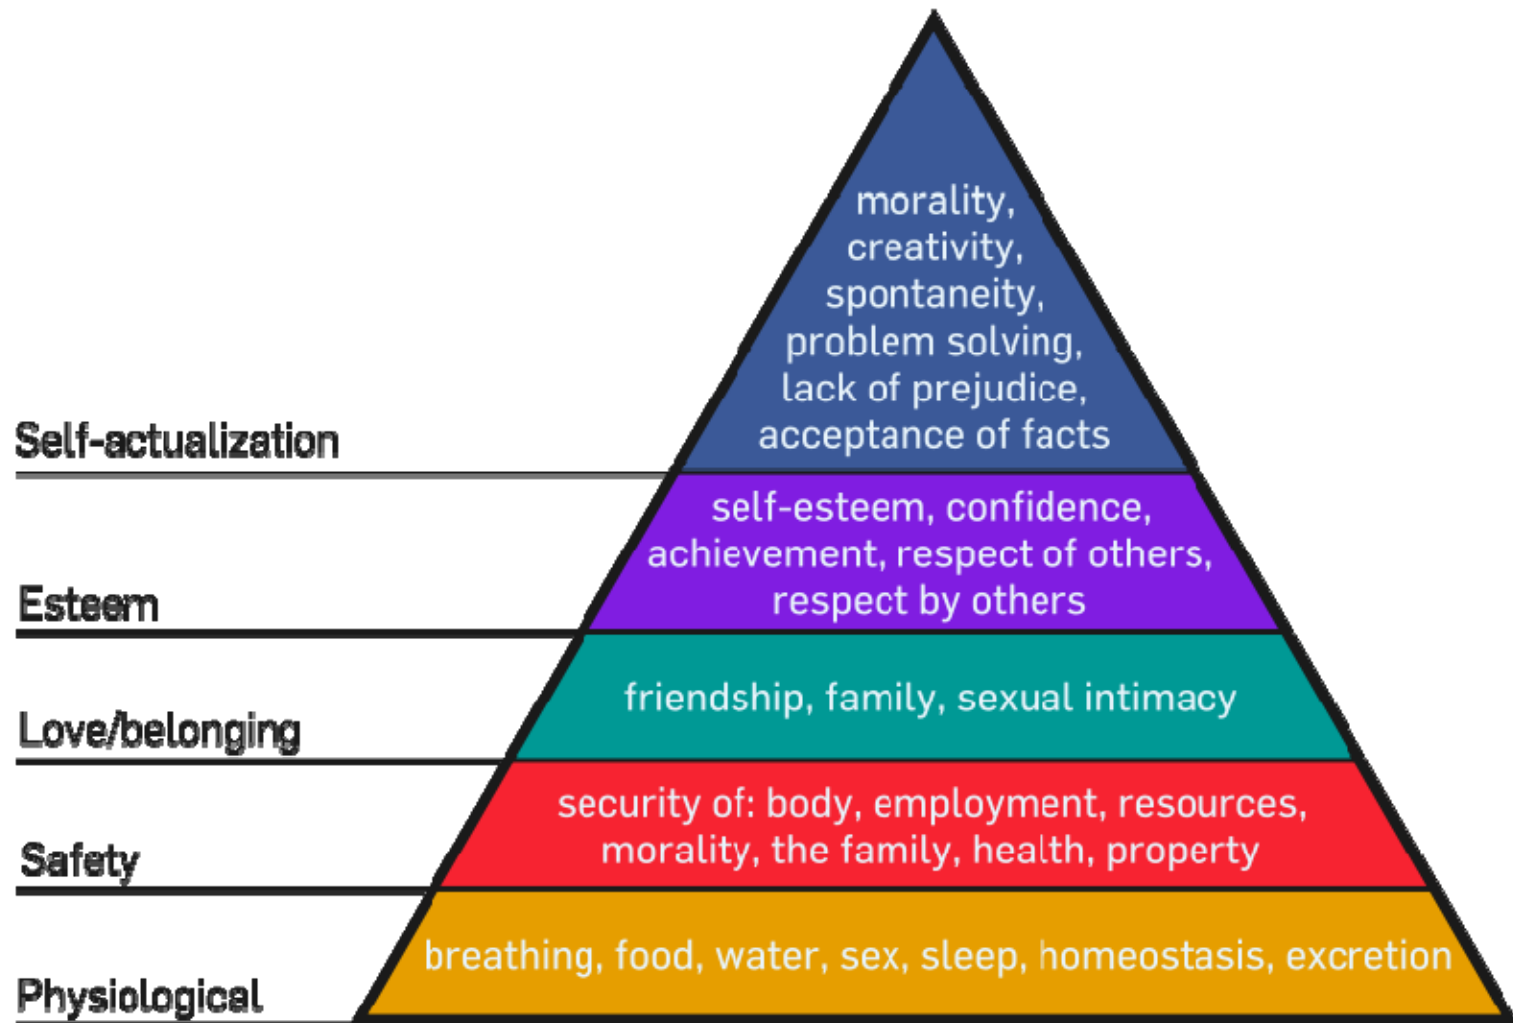 morality,
creativity,
spontaneity,
problem solving,
lack of prejudice,
acceptance of facts
Self-actualization
self-esteem, confidence,
achievement, respect of others,
respect by others
Esteem
friendship, family, sexual intimacy
Love/belonging
security of: body, employment, resources,
morality, the family, health, property
Safety
breathing, food, water, sex, sleep, homeostasis, excretion
Physiological